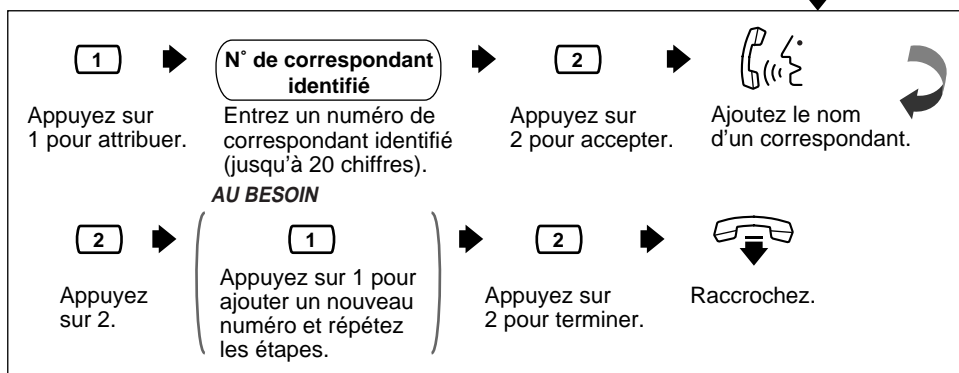 1
N° de correspondant
identifié
2
Appuyez sur
1 pour attribuer.
Entrez un numéro de
correspondant identifié
(jusqu'à 20 chiffres).
Appuyez sur
2 pour accepter.
Ajoutez le nom
d'un correspondant.
AU BESOIN
2
1
2
Appuyez
sur 2.
Appuyez sur 1 pour
ajouter un nouveau
numéro et répétez
les étapes.
Appuyez sur
2 pour terminer.
Raccrochez.